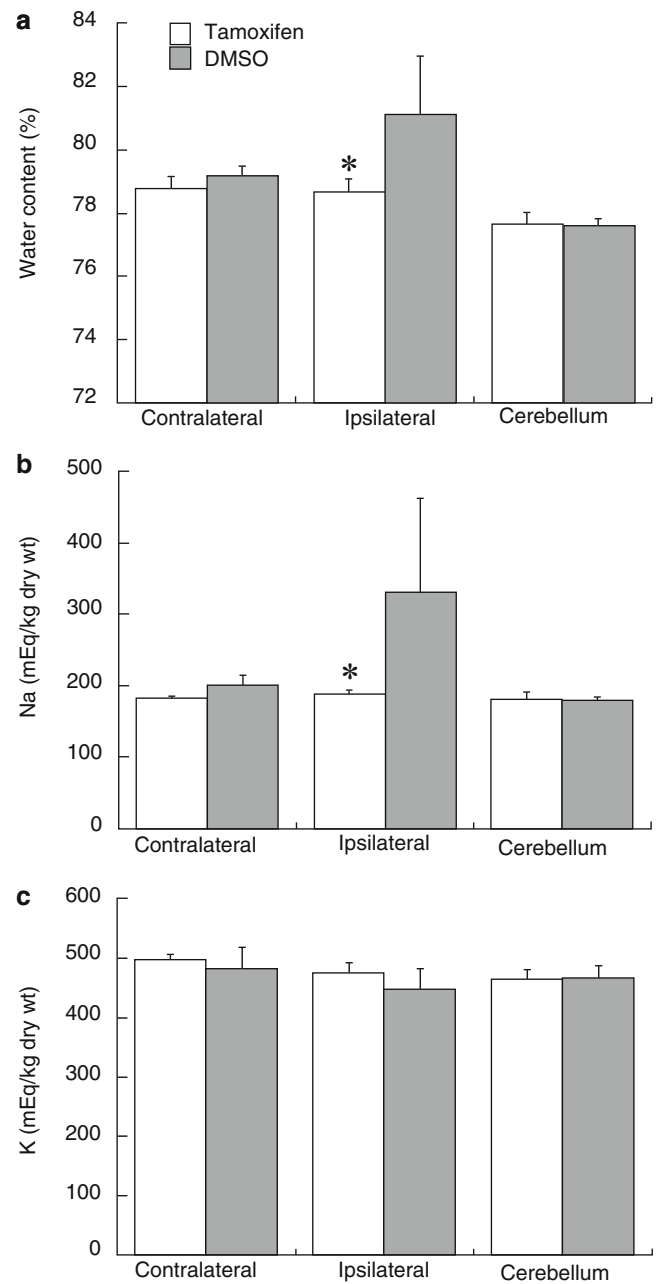 a
Tamoxifen
DMSO
Water content (%)
84
82
80
78
76
74
72
*
Contralateral Ipsilateral Cerebellum
b
Na (mEq/kg dry wt)
500
400
300
200
100
0
*
Contralateral Ipsilateral Cerebellum
c
K (mEq/kg dry wt)
600
500
400
300
200
100
0
Contralateral Ipsilateral Cerebellum